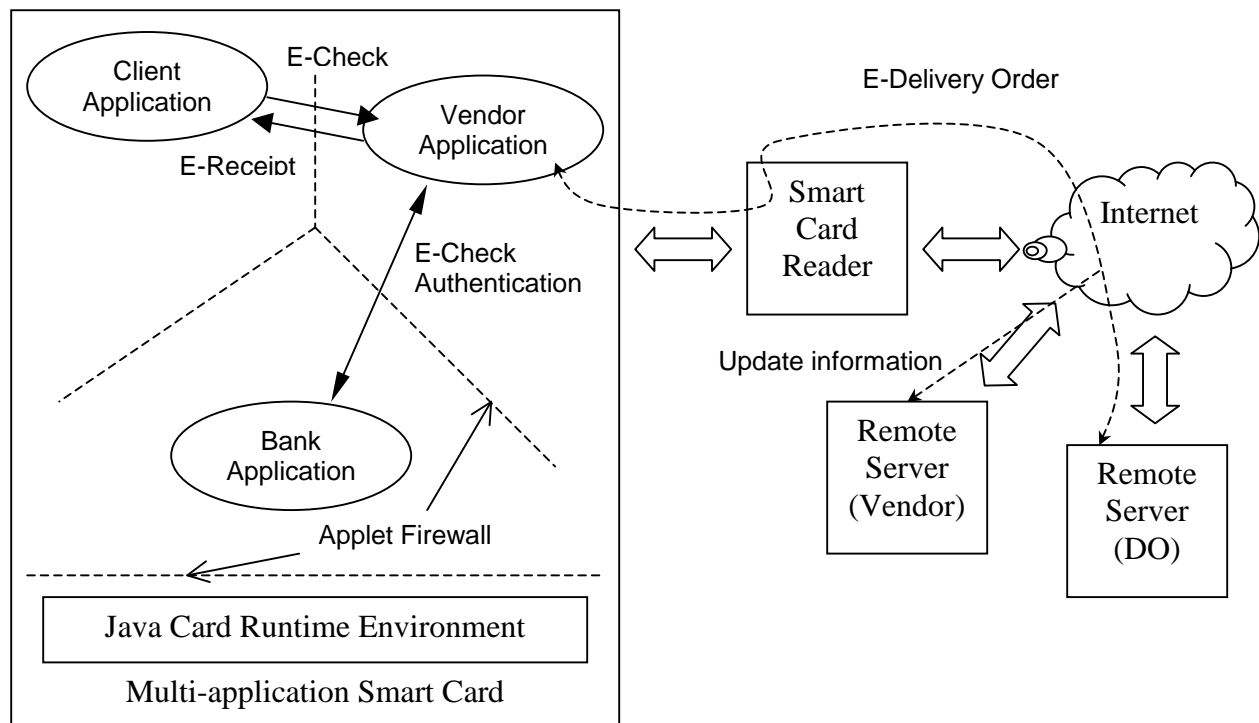 Client
Application
E-Check
Vendor
Application
E-Receipt
E-Check
Authentication
Bank
Application
Applet Firewall
Java Card Runtime Environment
Multi-application Smart Card
E-Delivery Order
Smart
Card
Reader
Internet
Update information
Remote
Server
(Vendor)
Remote
Server
(DO)